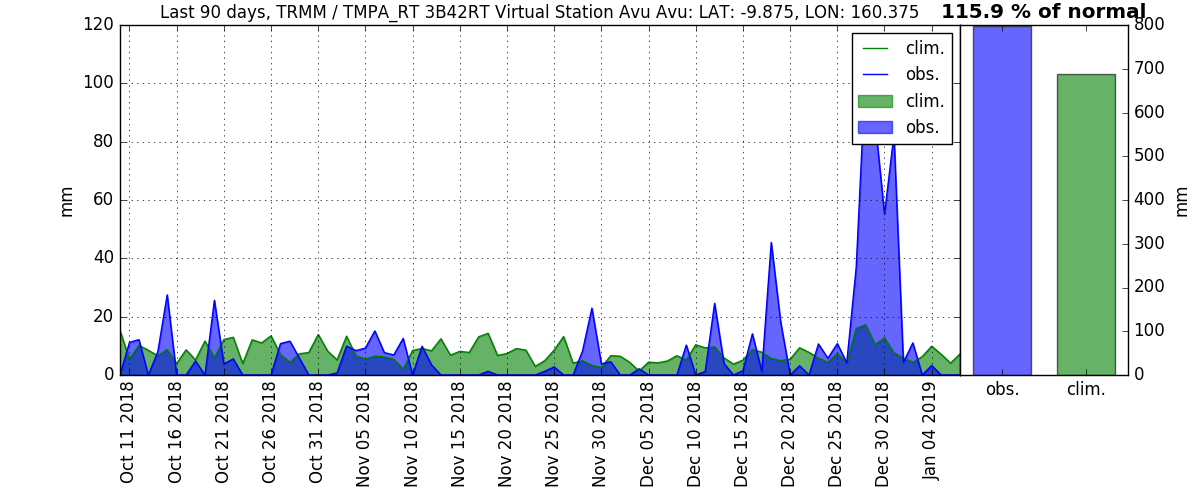 Last 90 days, TRMM / TMPA_RT 3B42RT Virtual Station Avu Avu: LAT: -9.875, LON: 160.375
115.9 % of normal
120
100
80
60
40
20
0
mm
clim.
obs.
clim.
obs.
800
700
600
500
400
300
200
100
0
mm
Oct 11 2018
Oct 16 2018
Oct 21 2018
Oct 26 2018
Oct 31 2018
Nov 05 2018
Nov 10 2018
Nov 15 2018
Nov 20 2018
Nov 25 2018
Nov 30 2018
Dec 05 2018
Dec 10 2018
Dec 15 2018
Dec 20 2018
Dec 25 2018
Dec 30 2018
Jan 04 2019
obs.
clim.